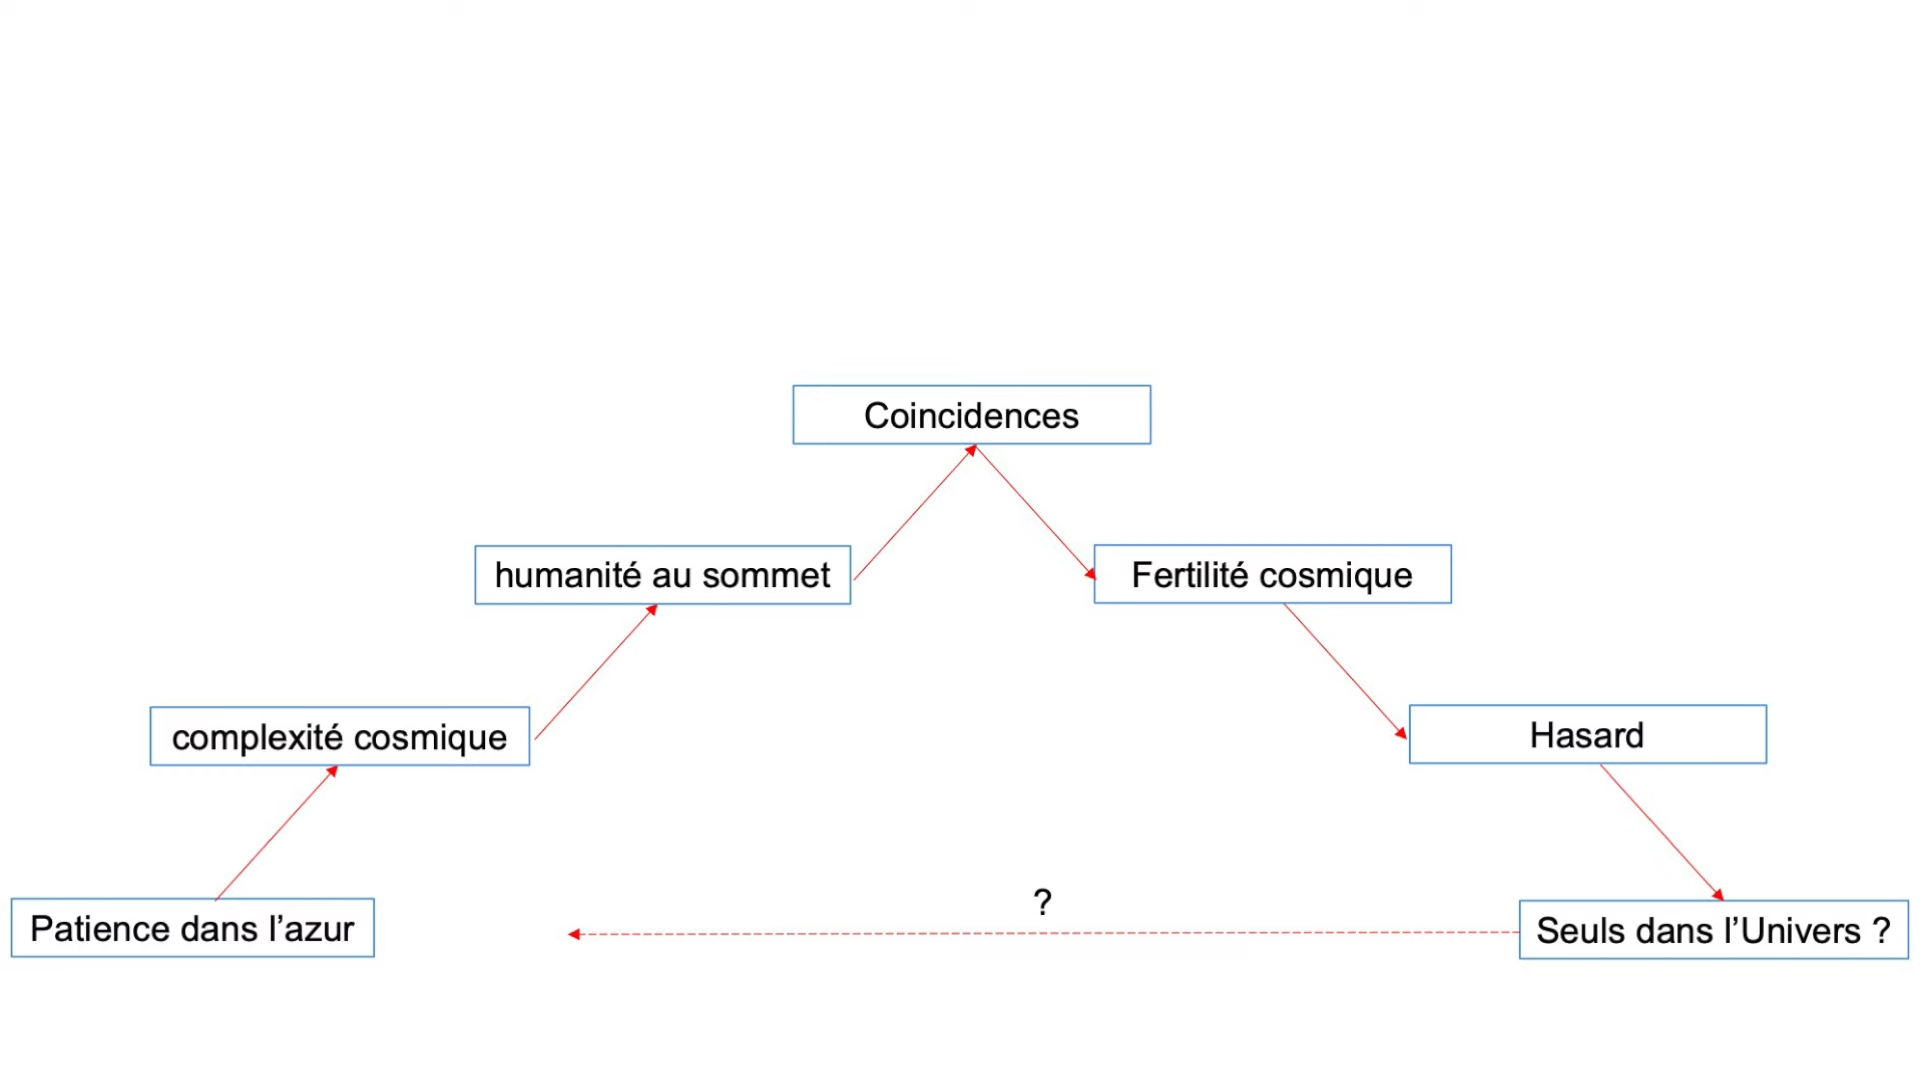 Coincidences
humanité au sommet
Fertilité cosmique
complexité cosmique
Hasard
?
Patience dans l’azur
Seuls dans l’Univers ?